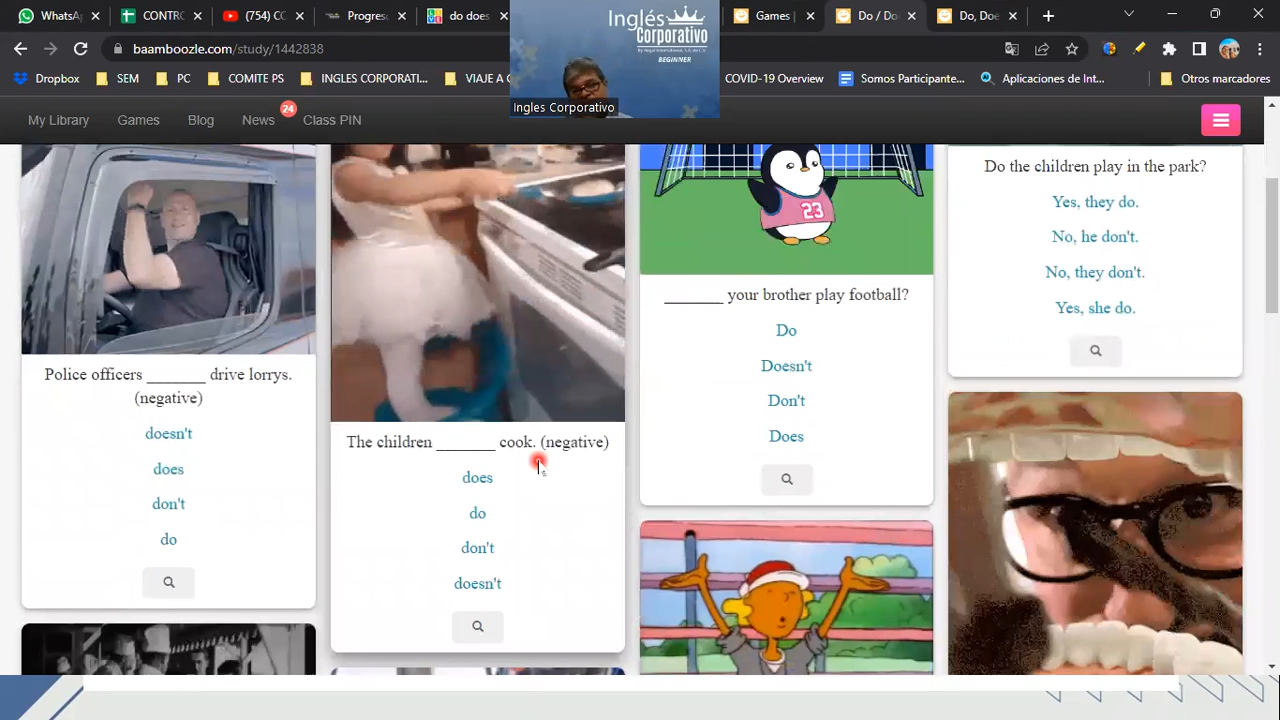 WhatsA
CONTRO
(754) CO
Progres
do does
Games |
Do / Do
Do, Doe
baamboozle.com/study/1442838
Dropbox
SEM
PC
COMITE PS
INGLES CORPORATI...
VIAJE A
COVID-19 Overview
Somos Participante...
Aplicaciones de Int...
Otros marcadores
Inglés
Corporativo
BEGINNER
Ingles Corporativo
My Library
Games
Blog
News
24
Class PIN
Police officers _______ drive lorrys.
(negative)
doesn't
does
don't
do
The children _______ cook. (negative)
does
do
don't
doesn't
23
_______ your brother play football?
Do
Doesn't
Don't
Does
Do the children play in the park?
Yes, they do.
No, he don't.
No, they don't.
Yes, she do.